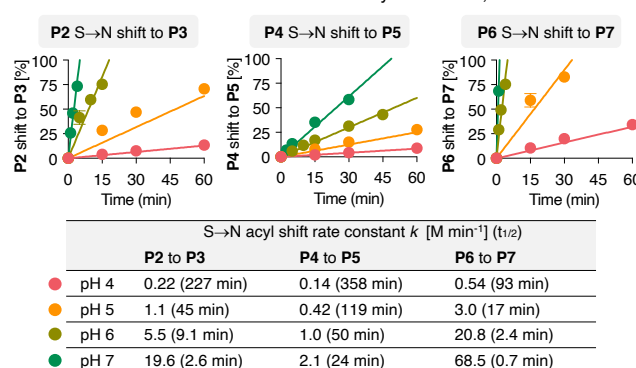 P2 S→N shift to P3
P4 S→N shift to P5
P6 S→N shift to P7
P2 shift to P3 [%]
100
75
50
25
0
0 15 30 45 60
Time (min)
P4 shift to P5 [%]
100
75
50
25
0
0 15 30 45 60
Time (min)
P6 shift to P7 [%]
100
75
50
25
0
0 15 30 45 60
Time (min)
S→N acyl shift rate constant k [M min-1] (t1/2)
P2 to P3 P4 to P5 P6 to P7
pH 4 0.22 (227 min) 0.14 (358 min) 0.54 (93 min)
pH 5 1.1 (45 min) 0.42 (119 min) 3.0 (17 min)
pH 6 5.5 (9.1 min) 1.0 (50 min) 20.8 (2.4 min)
pH 7 19.6 (2.6 min) 2.1 (24 min) 68.5 (0.7 min)